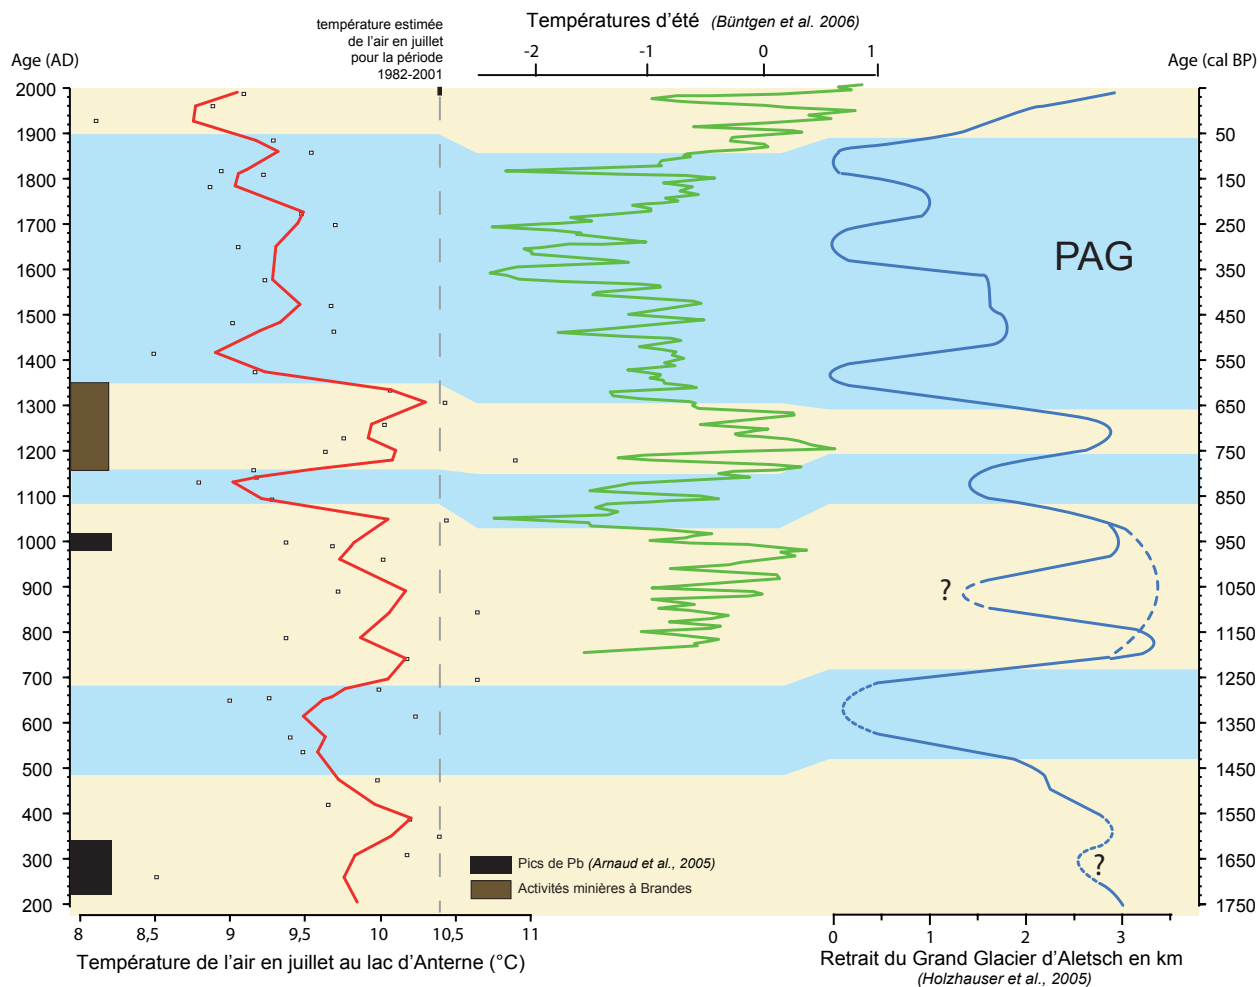 Températures d'été (Büntgen et al. 2006)
température estimée
de l'air en juillet
pour la période
1982-2001
-2 -1 0 1
Age (AD)
Age (cal BP)
2000
1900
1800
1700
1600
1500
1400
1300
1200
1100
1000
900
800
700
600
500
400
300
200
50
150
250
350
450
550
650
750
850
950
1050
1150
1250
1350
1450
1550
1650
1750
PAG
?
?
Pics de Pb (Arnaud et al., 2005)
Activités minières à Brandes
8 8,5 9 9,5 10 10,5 11
0 1 2 3
Température de l'air en juillet au lac d'Anterne (°C)
Retrait du Grand Glacier d'Aletsch en km
(Holzhauser et al., 2005)